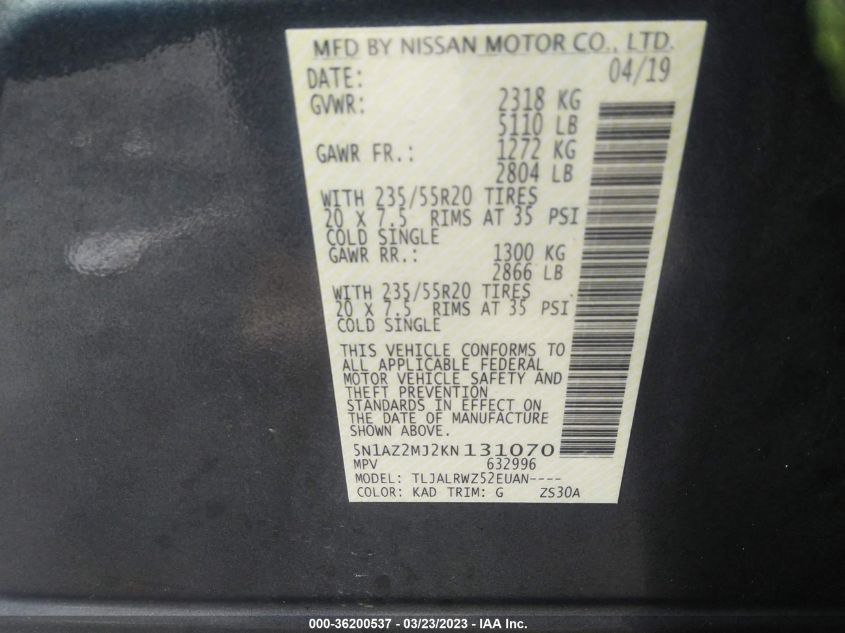 MFD BY NISSAN MOTOR CO., LTD.
DATE: 04/19
GVWR: 2318 KG
5110 LB
GAWR FR.: 1272 KG
2804 LB
WITH 235/55R20 TIRES
20 X 7.5 RIMS AT 35 PSI
COLD SINGLE
GAWR RR.: 1300 KG
2866 LB
WITH 235/55R20 TIRES
20 X 7.5 RIMS AT 35 PSI
COLD SINGLE
THIS VEHICLE CONFORMS TO
ALL APPLICABLE FEDERAL
MOTOR VEHICLE SAFETY AND
THEFT PREVENTION
STANDARDS IN EFFECT ON
THE DATE OF MANUFACTURE
SHOWN ABOVE.
5N1AZ2MJ2KN131070
MPV 632996
MODEL: TLJALRWZ52EUAN----
COLOR: KAD TRIM: G ZS30A
000-36200537 - 03/23/2023 - IAA Inc.